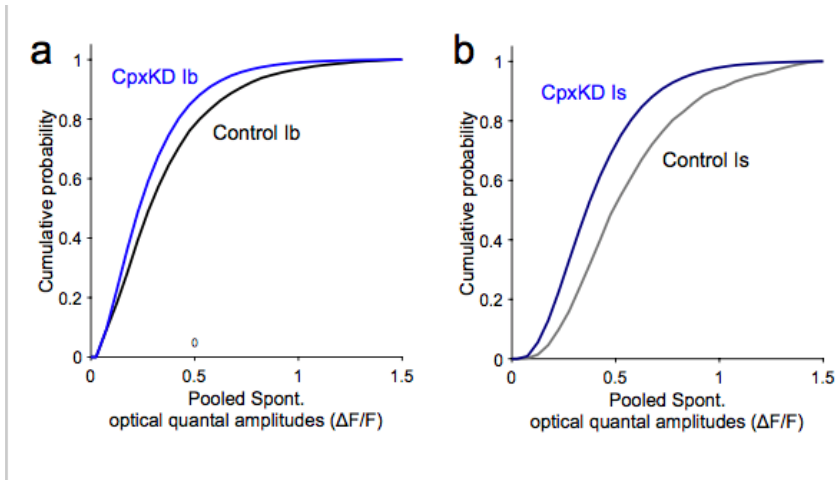 a
CpxKD Ib
Control Ib
Cumulative probability
1
0.8
0.6
0.4
0.2
0
0
0
0.5
1
1.5
Pooled Spont.
optical quantal amplitudes (ΔF/F)
b
CpxKD Is
Control Is
Cumulative probability
1
0.8
0.6
0.4
0.2
0
0
0.5
1
1.5
Pooled Spont.
optical quantal amplitudes (ΔF/F)